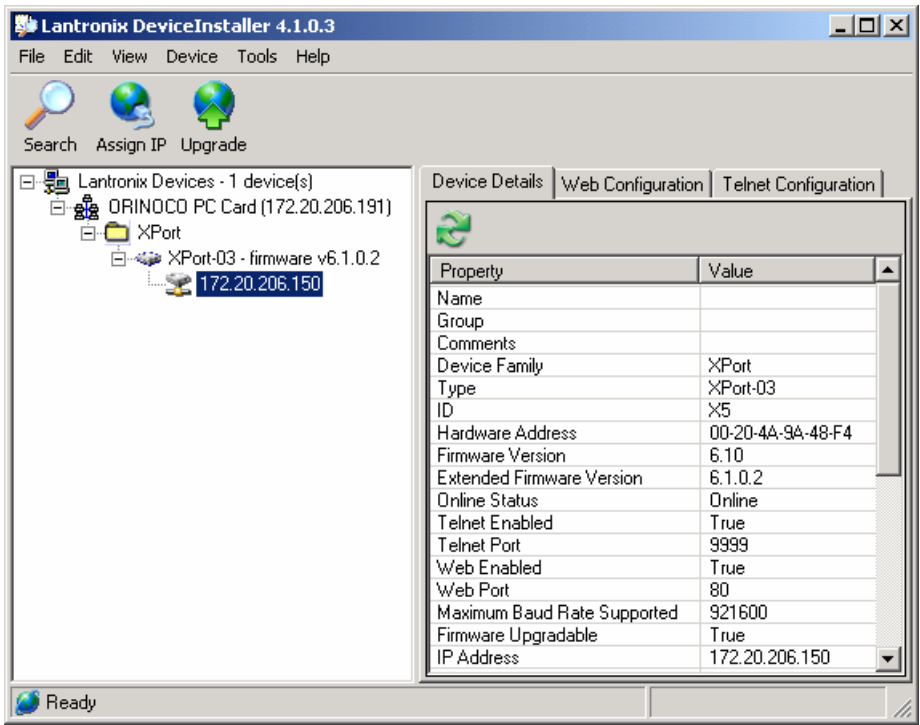 Lantronix DeviceInstaller 4.1.0.3
File Edit View Device Tools Help
Search Assign IP Upgrade
Lantronix Devices - 1 device(s)
ORINOCO PC Card (172.20.206.191)
XPort
XPort-03 - firmware v6.1.0.2
172.20.206.150
Device Details Web Configuration Telnet Configuration
Property Value
Name
Group
Comments
Device Family XPort
Type XPort-03
ID X5
Hardware Address 00-20-4A-9A-48-F4
Firmware Version 6.10
Extended Firmware Version 6.1.0.2
Online Status Online
Telnet Enabled True
Telnet Port 9999
Web Enabled True
Web Port 80
Maximum Baud Rate Supported 921600
Firmware Upgradable True
IP Address 172.20.206.150
Ready